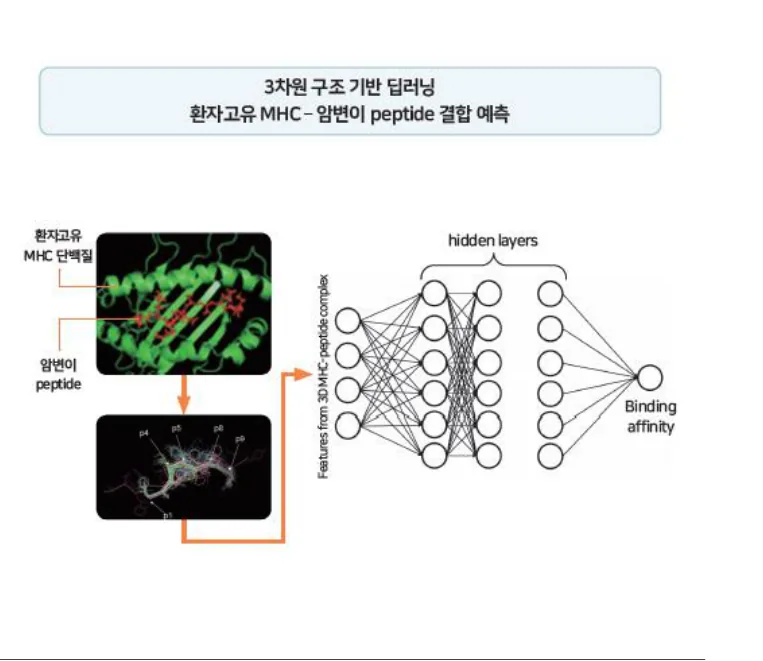 3차원 구조 기반 딥러닝
환자고유 MHC – 암변이 peptide 결합 예측
환자고유
MHC 단백질
암변이
peptide
p4
p5
p8
p9
p1
Features from 3D MHC-peptide complex
hidden layers
Binding
affinity